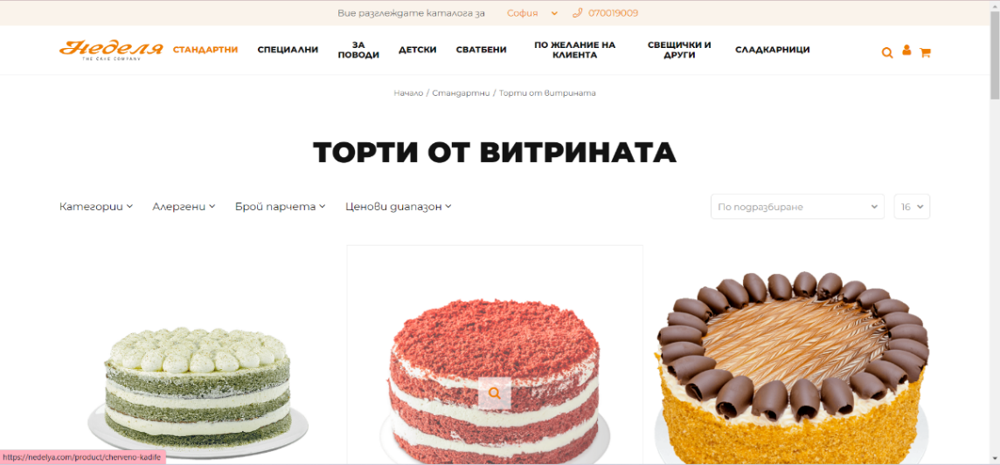 Вие разглеждате каталога за София 070019009
Неделя
THE CAKE COMPANY
СТАНДАРТНИ СПЕЦИАЛНИ ЗА ПОВОДИ ДЕТСКИ СВАТБЕНИ ПО ЖЕЛАНИЕ НА КЛИЕНТА СВЕЩИЧКИ И ДРУГИ СЛАДКАРНИЦИ
Начало / Стандартни / Торти от витрината
ТОРТИ ОТ ВИТРИНАТА
Категории Алергени Брой парчета Ценови диапазон По подразбиране 16
https://nedelya.com/product/cherveno-kadife